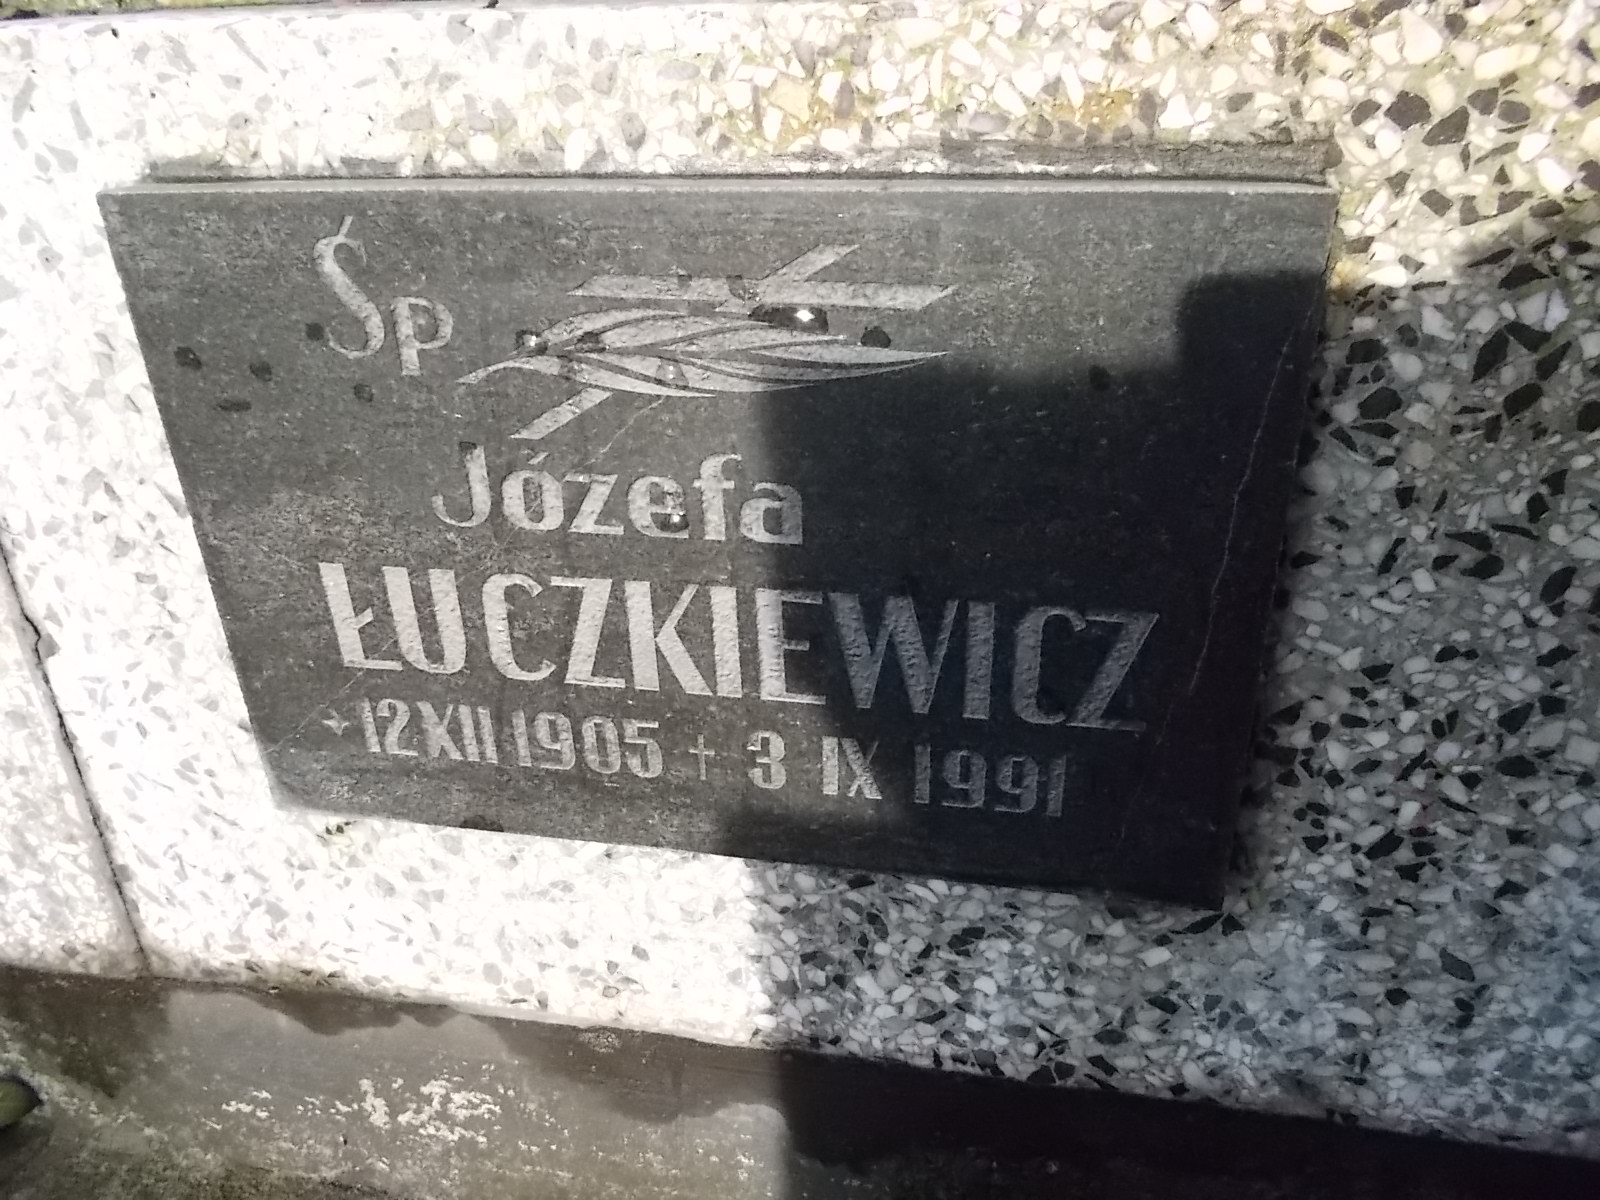 Śp
Józefa
ŁUCZKIEWICZ
* 12 XII 1905 † 3 IX 1991